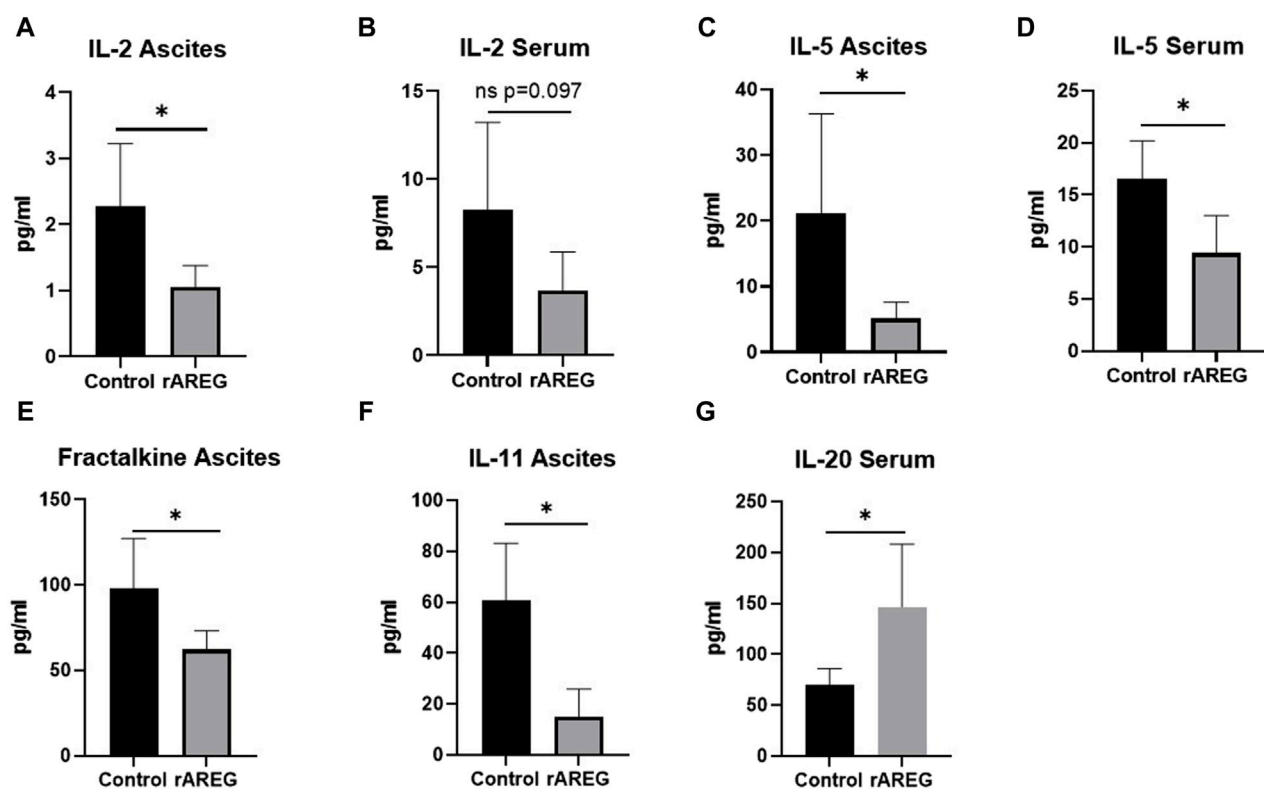 A
IL-2 Ascites
pg/ml
4
3
2
1
0
*
Control rAREG
B
IL-2 Serum
pg/ml
15
10
5
0
ns p=0.097
Control rAREG
C
IL-5 Ascites
pg/ml
40
30
20
10
0
*
Control rAREG
D
IL-5 Serum
pg/ml
25
20
15
10
5
0
*
Control rAREG
E
Fractalkine Ascites
pg/ml
150
100
50
0
*
Control rAREG
F
IL-11 Ascites
pg/ml
100
80
60
40
20
0
*
Control rAREG
G
IL-20 Serum
pg/ml
250
200
150
100
50
0
*
Control rAREG